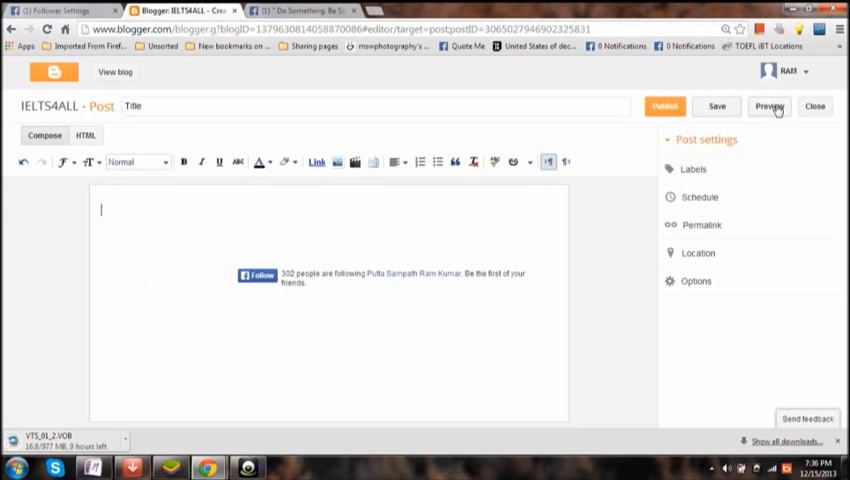 (1) Follower Settings
Blogger: IELTS4ALL - Crea
(1) " Do Something. Be So
www.blogger.com/blogger.g?blogID=1379630814058870086#editor/target=post;postID=3065027946902325831
Apps
Imported From Firef...
Unsorted
New bookmarks on ...
Sharing pages
mswphotography's...
Quote Me
United States of dec...
0 Notifications
0 Notifications
TOEFL iBT Locations
View blog
RAM
IELTS4ALL · Post
Title
Publish
Save
Preview
Close
Compose
HTML
Post settings
Normal
B
I
U
ABC
A
Link
Labels
Schedule
Permalink
Location
Options
Follow
302 people are following Putta Sampath Ram Kumar. Be the first of your
friends.
Send feedback
VTS_01_2.VOB
16.6/977 MB, 9 hours left
Show all downloads...
7:36 PM
12/15/2013